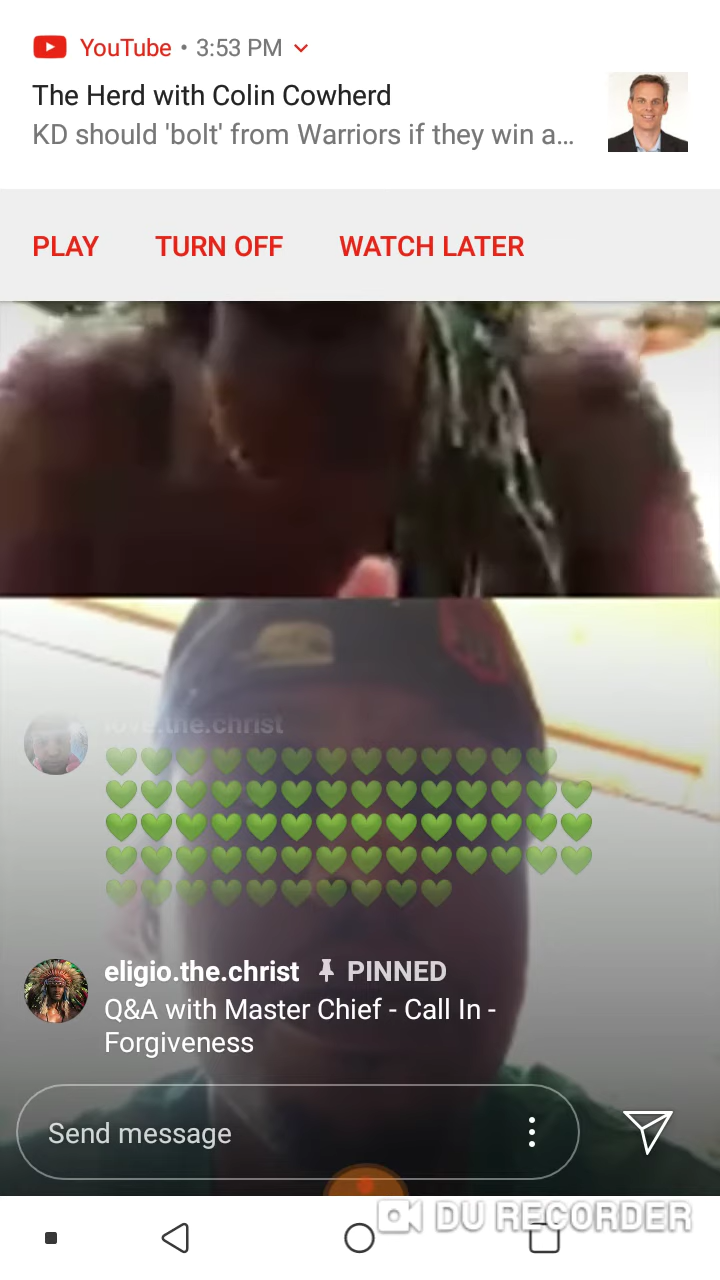 YouTube • 3:53 PM
The Herd with Colin Cowherd
KD should 'bolt' from Warriors if they win a...
PLAY TURN OFF WATCH LATER
love.the.christ
💚💚💚💚💚💚💚💚💚💚💚💚💚
💚💚💚💚💚💚💚💚💚💚💚💚💚💚
💚💚💚💚💚💚💚💚💚💚💚💚💚💚
💚💚💚💚💚💚💚💚💚💚💚💚💚💚
💚💚💚💚💚💚💚💚💚💚
eligio.the.christ PINNED
Q&A with Master Chief - Call In -
Forgiveness
Send message
DU RECORDER